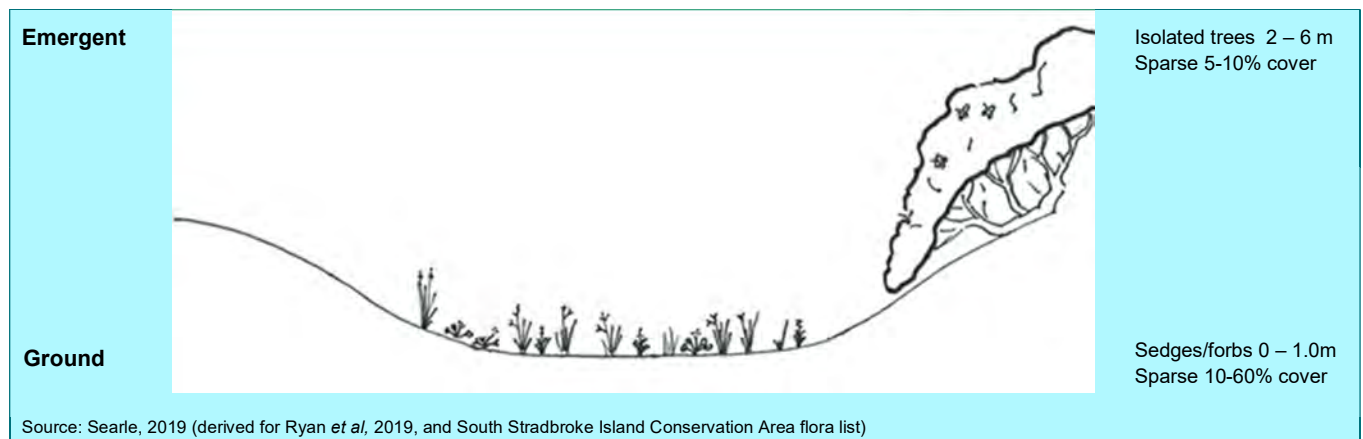 Emergent
Isolated trees 2 – 6 m
Sparse 5-10% cover
Ground
Sedges/forbs 0 – 1.0m
Sparse 10-60% cover
Source: Searle, 2019 (derived for Ryan et al, 2019, and South Stradbroke Island Conservation Area flora list)